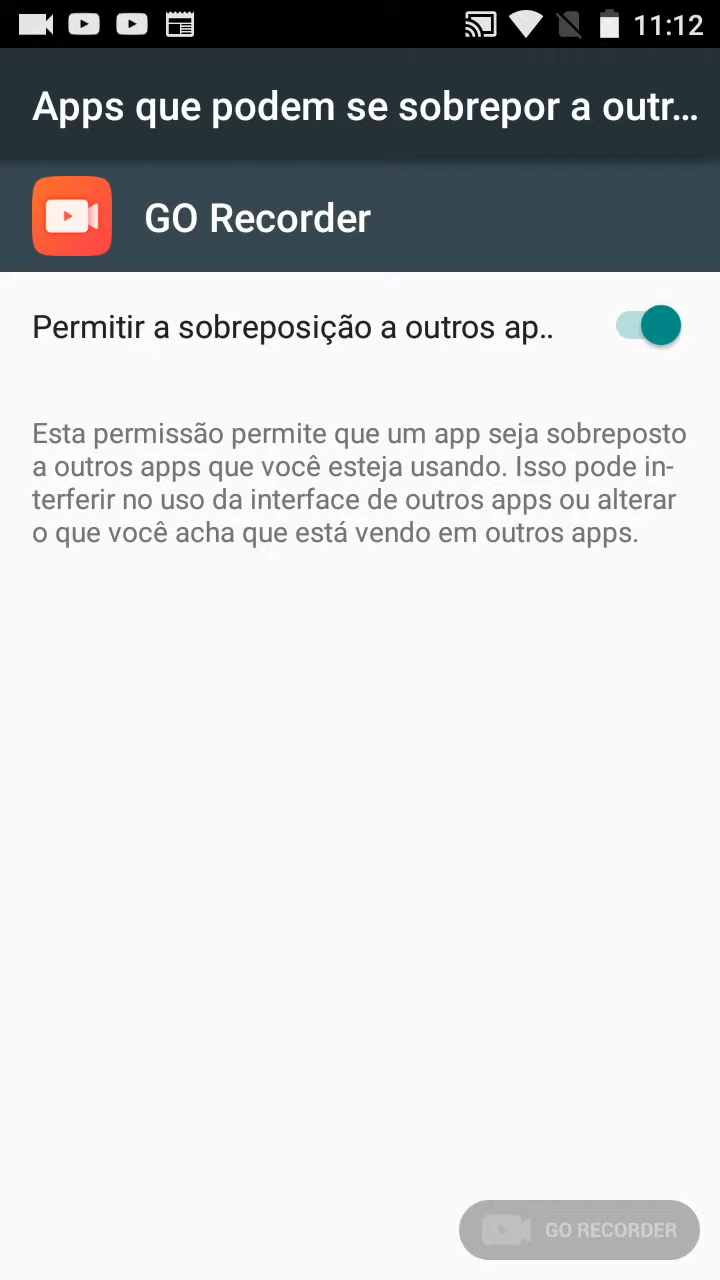 11:12
Apps que podem se sobrepor a outr...
GO Recorder
Permitir a sobreposição a outros ap..
Esta permissão permite que um app seja sobreposto
a outros apps que você esteja usando. Isso pode in-
terferir no uso da interface de outros apps ou alterar
o que você acha que está vendo em outros apps.
GO RECORDER